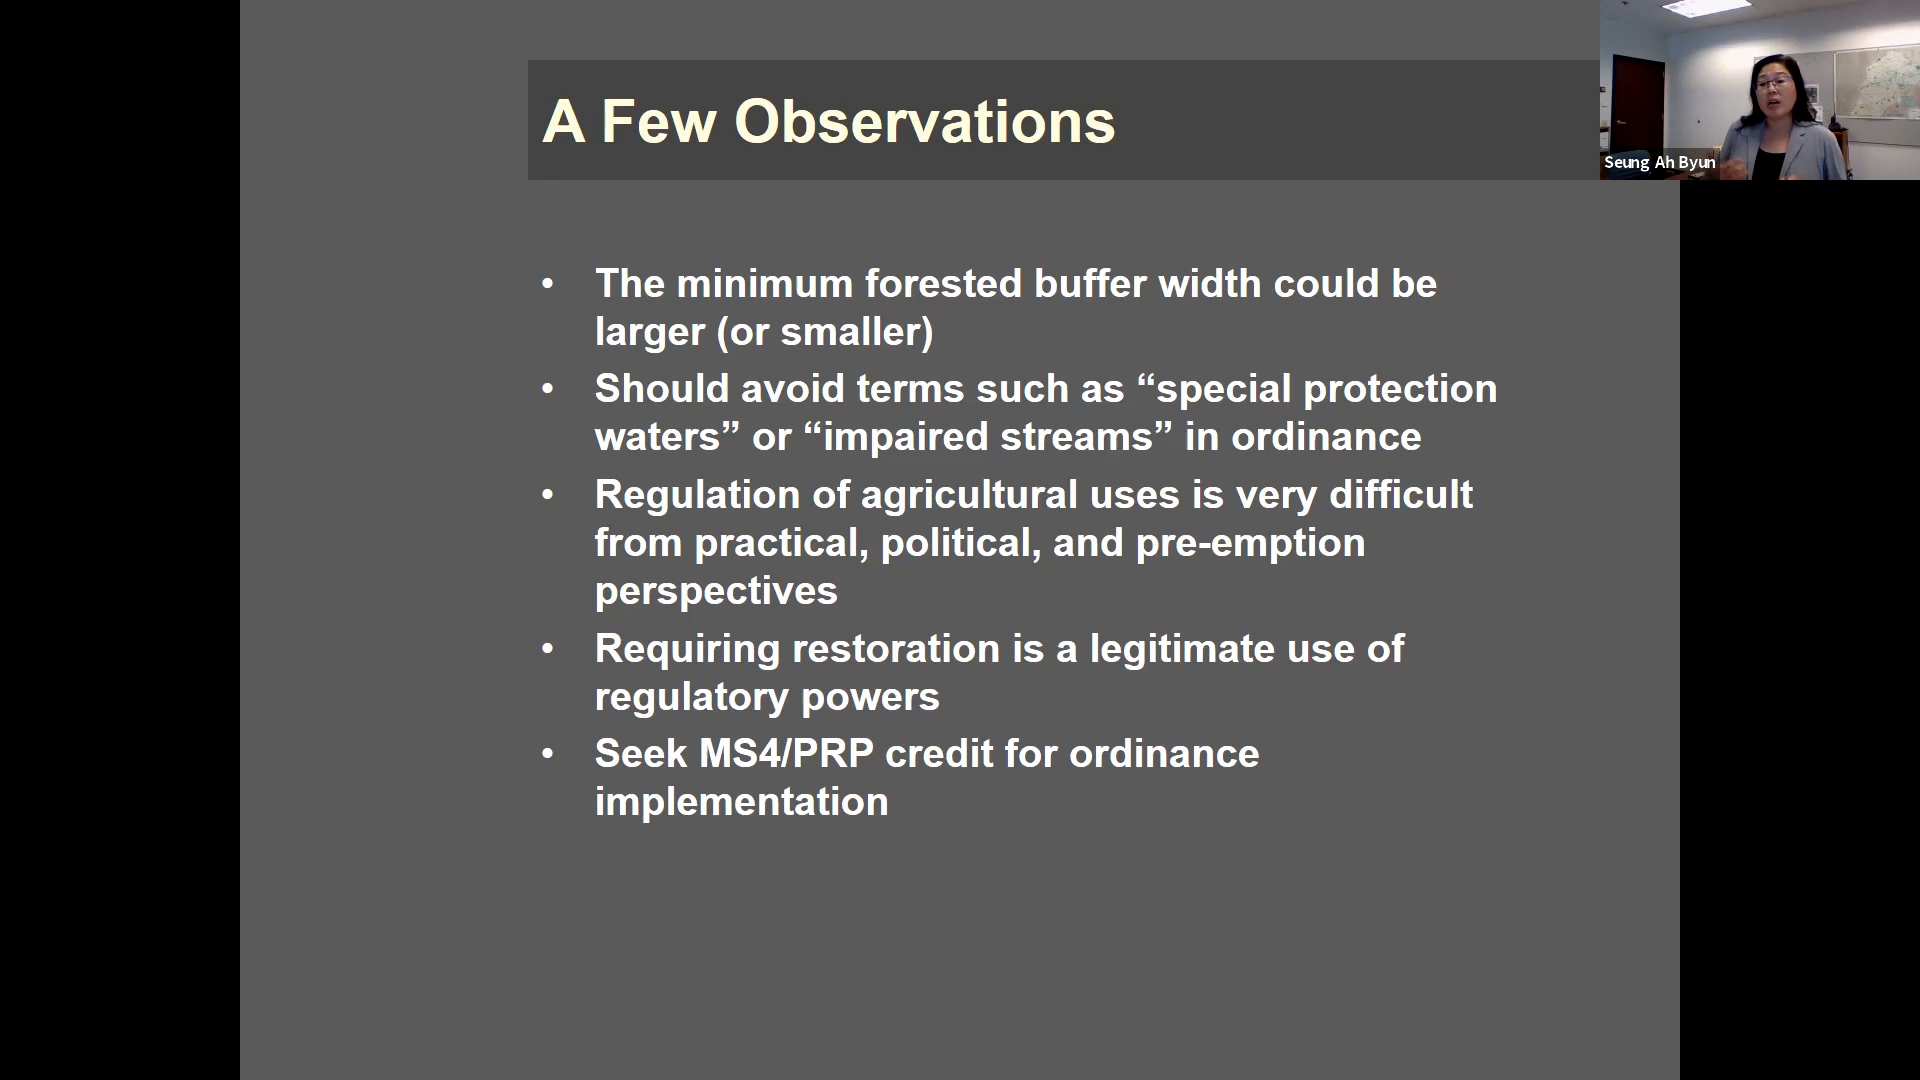 A Few Observations
Seung Ah Byun
• The minimum forested buffer width could be
larger (or smaller)
• Should avoid terms such as “special protection
waters” or “impaired streams” in ordinance
• Regulation of agricultural uses is very difficult
from practical, political, and pre-emption
perspectives
• Requiring restoration is a legitimate use of
regulatory powers
• Seek MS4/PRP credit for ordinance
implementation